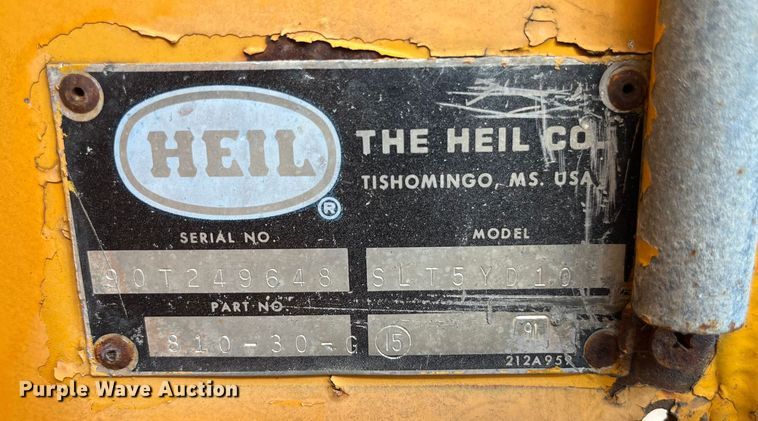 HEIL ®
THE HEIL CO.
TISHOMINGO, MS. USA
SERIAL NO. MODEL
90T249648 SLT5YD10
PART NO.
810-30-G 15 91
212A959
Purple Wave Auction